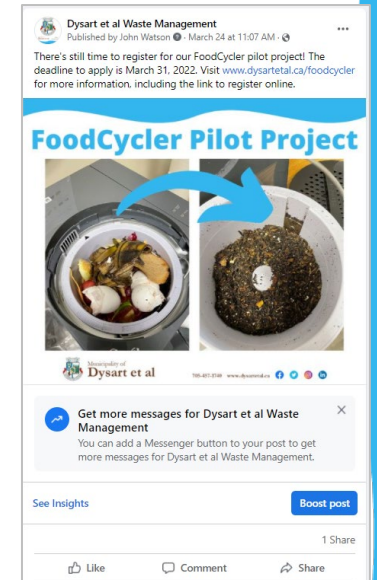 Dysart et al Waste Management
Published by John Watson · March 24 at 11:07 AM ·
There's still time to register for our FoodCycler pilot project! The
deadline to apply is March 31, 2022. Visit www.dysartetal.ca/foodcycler
for more information, including the link to register online.
FoodCycler Pilot Project
Municipality of
Dysart et al
www.dysartetal.ca
Get more messages for Dysart et al Waste
Management
You can add a Messenger button to your post to get
more messages for Dysart et al Waste Management.
See Insights
Boost post
1 Share
Like
Comment
Share